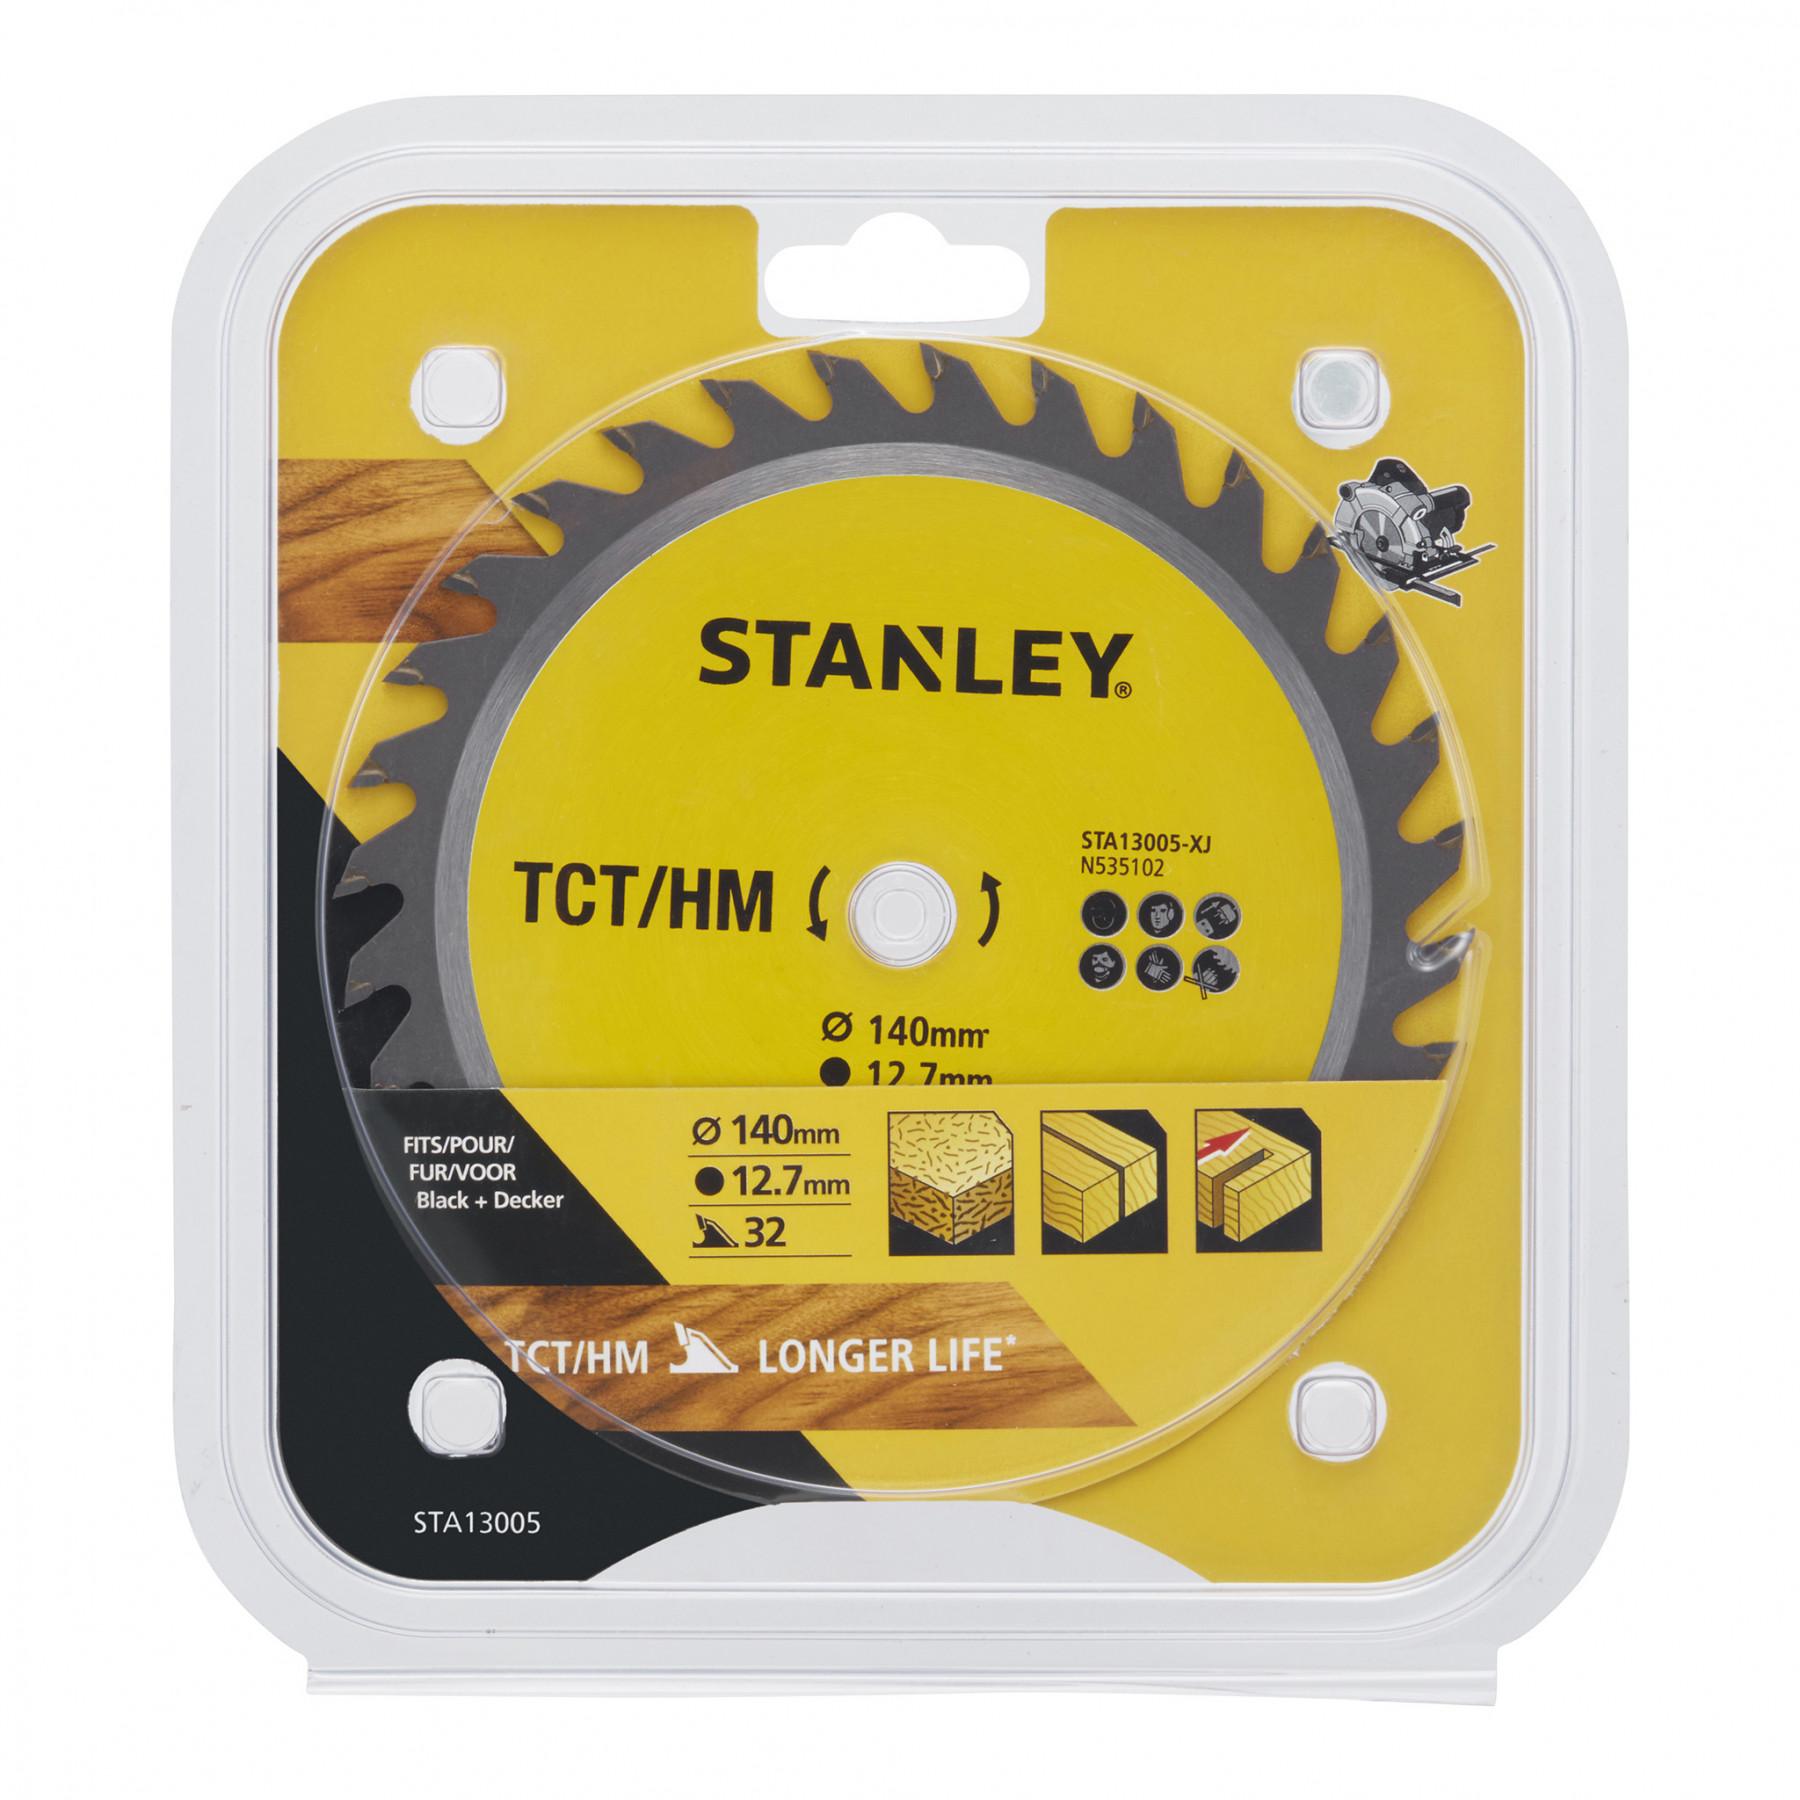 STANLEY®
TCT/HM
STA13005-XJ
N535102
Ø 140mm
12.7mm
FITS/POUR/
FUR/VOOR
Black + Decker
Ø 140mm
12.7mm
32
TCT/HM LONGER LIFE*
STA13005